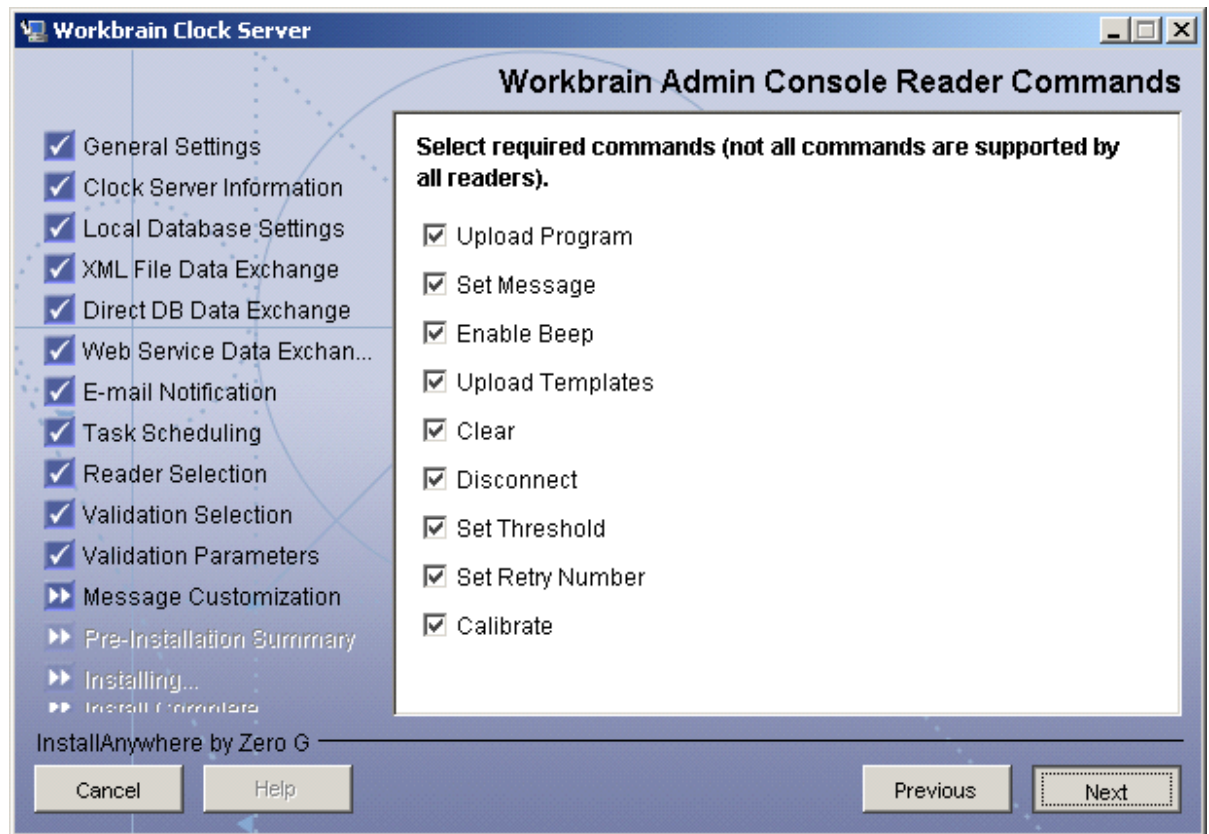 Workbrain Clock Server
Workbrain Admin Console Reader Commands
General Settings
Clock Server Information
Local Database Settings
XML File Data Exchange
Direct DB Data Exchange
Web Service Data Exchan...
E-mail Notification
Task Scheduling
Reader Selection
Validation Selection
Validation Parameters
Message Customization
Pre-Installation Summary
Installing...
Install Complete
Select required commands (not all commands are supported by
all readers).
Upload Program
Set Message
Enable Beep
Upload Templates
Clear
Disconnect
Set Threshold
Set Retry Number
Calibrate
InstallAnywhere by Zero G
Cancel
Help
Previous
Next